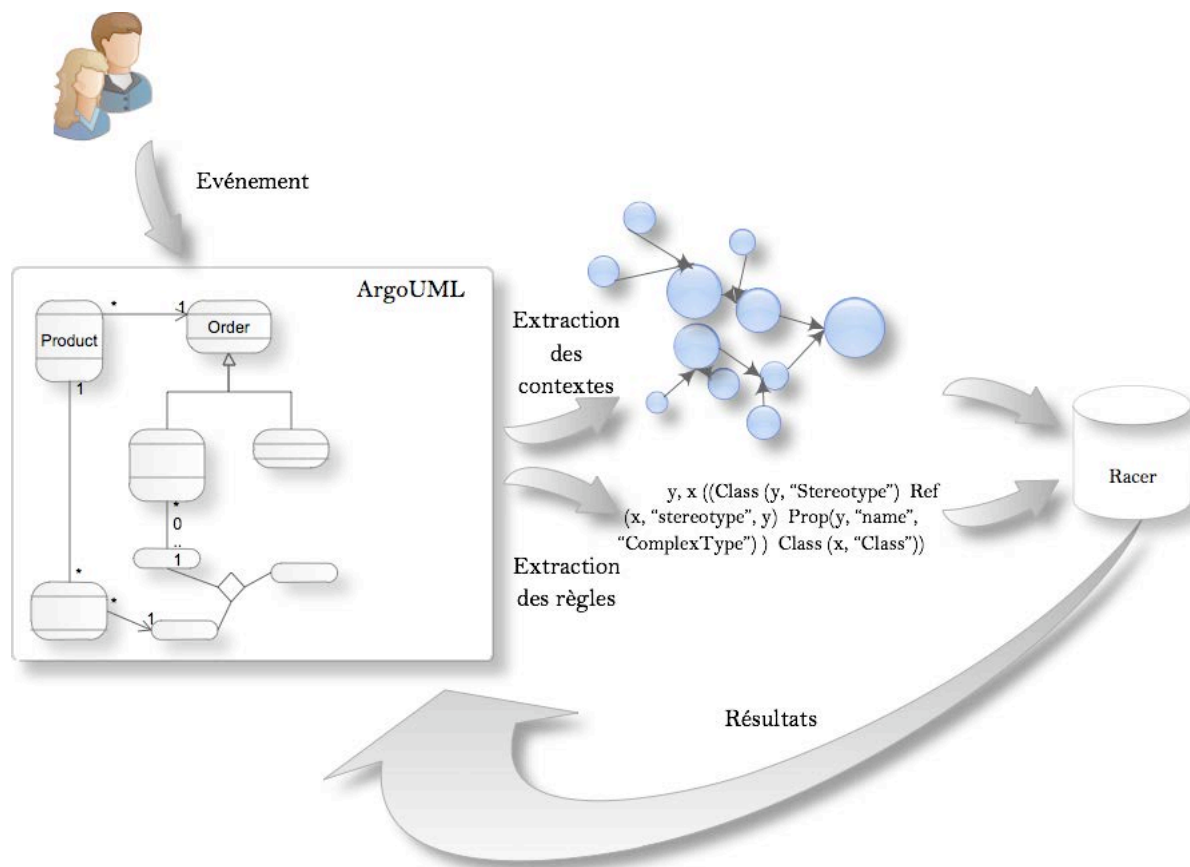 Evénement
ArgoUML
*
1
Product
Order
1
Extraction
des
contextes
*
0
..
1
Racer
y, x ((Class (y, “Stereotype”) Ref
(x, “stereotype”, y) Prop(y, “name”,
“ComplexType”) ) Class (x, “Class”))
Extraction
des règles
*
*
1
Résultats